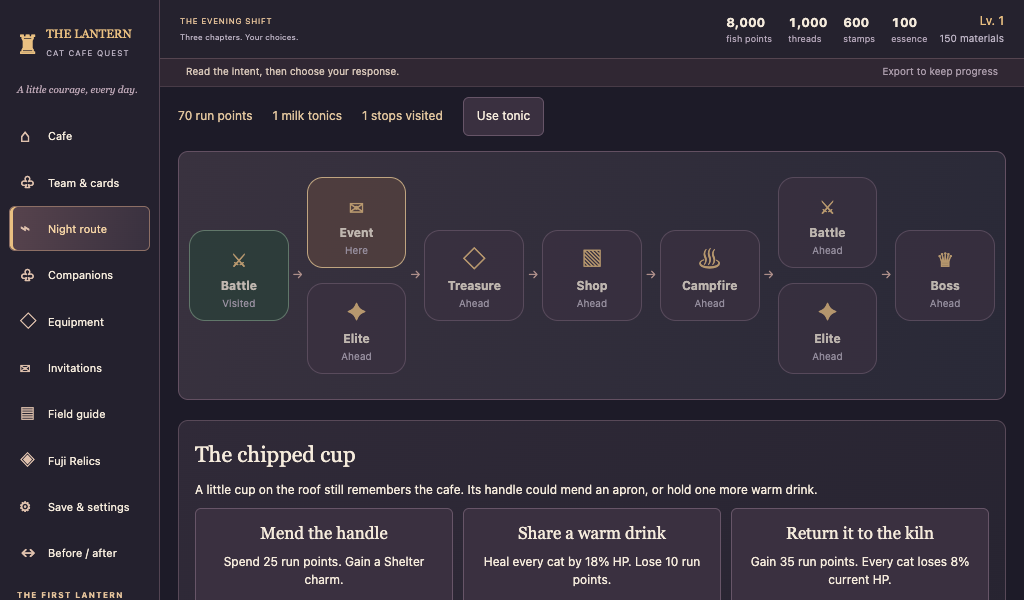 THE LANTERN
CAT CAFE QUEST
A little courage, every day.
Cafe
Team & cards
Night route
Companions
Equipment
Invitations
Field guide
Fuji Relics
Save & settings
Before / after
THE FIRST LANTERN
THE EVENING SHIFT
Three chapters. Your choices.
8,000
fish points
1,000
threads
600
stamps
100
essence
Lv. 1
150 materials
Read the intent, then choose your response.
Export to keep progress
70 run points
1 milk tonics
1 stops visited
Use tonic
Battle
Visited
Event
Here
Elite
Ahead
Treasure
Ahead
Shop
Ahead
Campfire
Ahead
Battle
Ahead
Elite
Ahead
Boss
Ahead
The chipped cup
A little cup on the roof still remembers the cafe. Its handle could mend an apron, or hold one more warm drink.
Mend the handle
Spend 25 run points. Gain a Shelter
charm.
Share a warm drink
Heal every cat by 18% HP. Lose 10 run
points.
Return it to the kiln
Gain 35 run points. Every cat loses 8%
current HP.